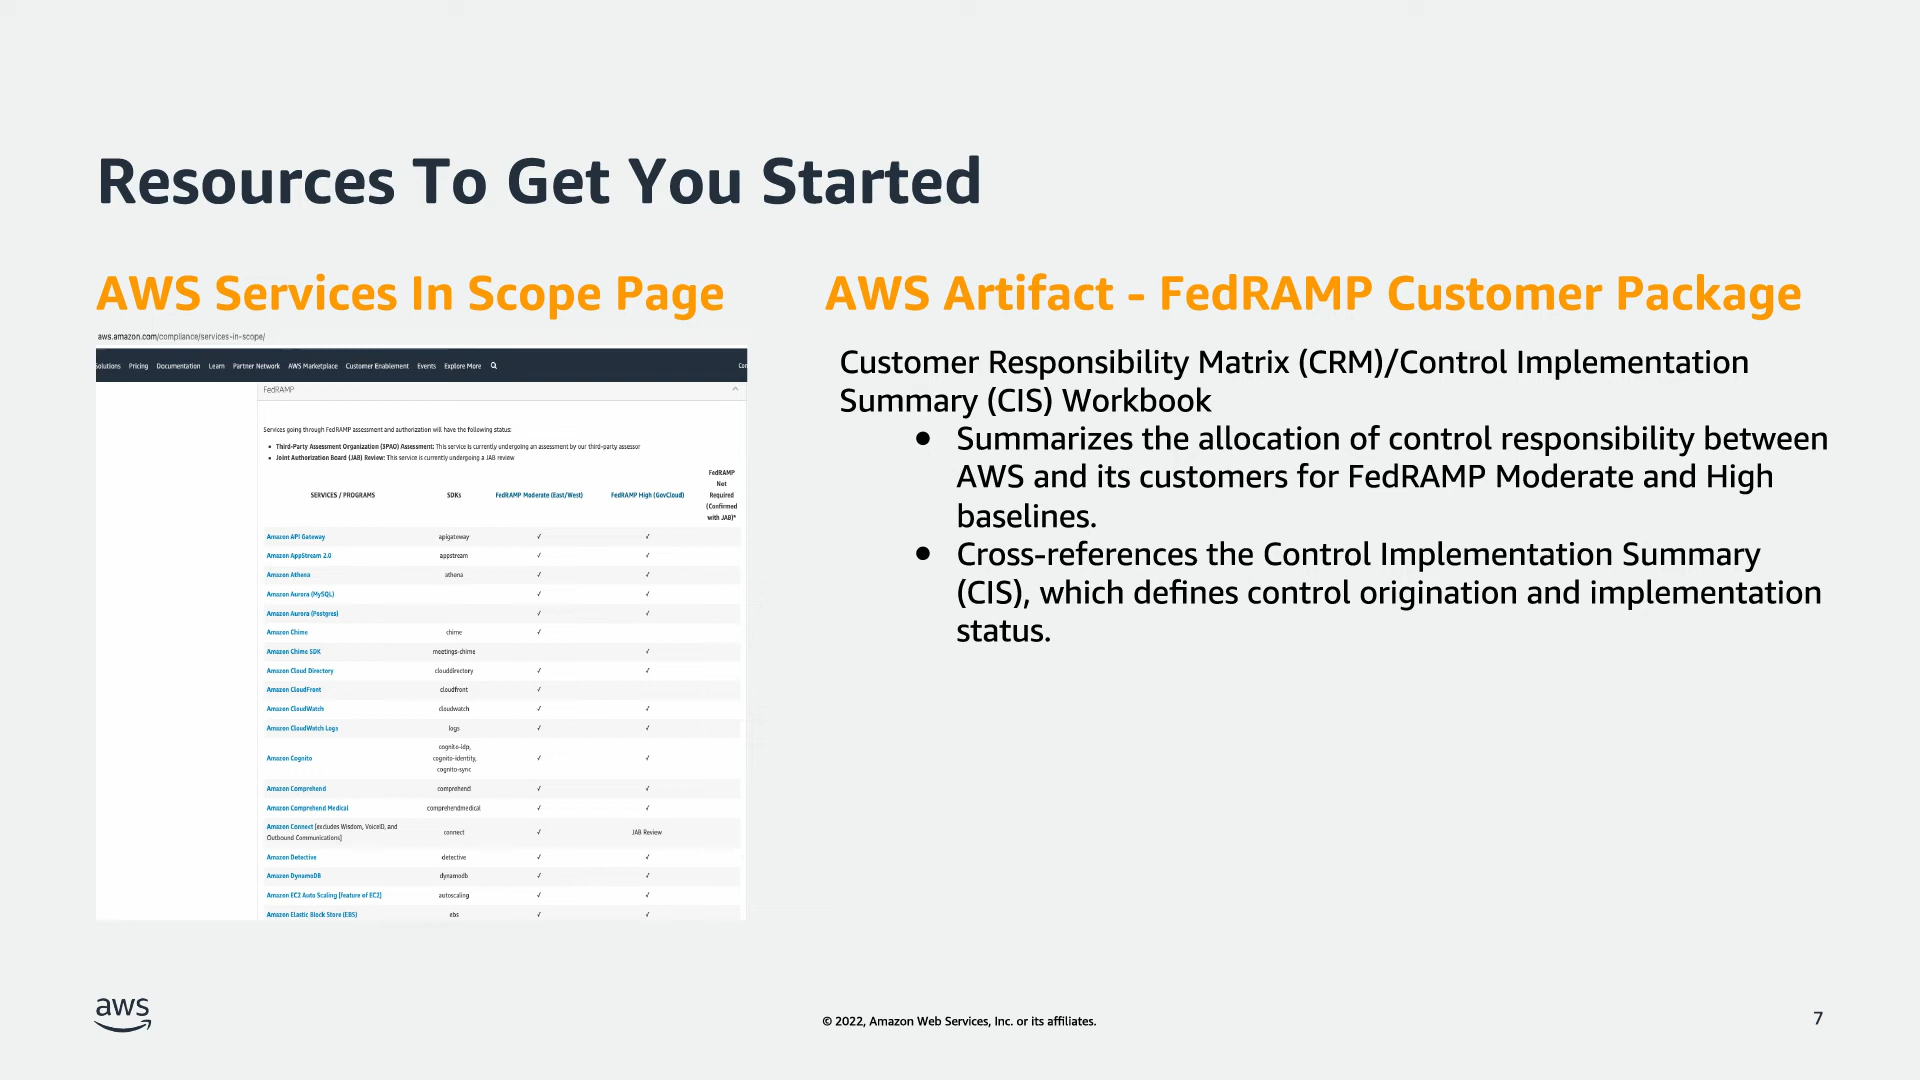 Resources To Get You Started
AWS Services In Scope Page
aws.amazon.com/compliance/services-in-scope/
Solutions Pricing Documentation Learn Partner Network AWS Marketplace Customer Enablement Events Explore More
FedRAMP
Services going through FedRAMP assessment and authorization will have the following status:
• Third-Party Assessment Organization (3PAO) Assessment: This service is currently undergoing an assessment by our third-party assessor
• Joint Authorization Board (JAB) Review: This service is currently undergoing a JAB review
SERVICES / PROGRAMS SDKs FedRAMP Moderate (East/West) FedRAMP High (GovCloud)
FedRAMP
Not
Required
(Confirmed
with JAB)*
Amazon API Gateway apigateway ✓ ✓
Amazon AppStream 2.0 appstream ✓ ✓
Amazon Athena athena ✓ ✓
Amazon Aurora (MySQL) ✓ ✓
Amazon Aurora (Postgres) ✓ ✓
Amazon Chime chime ✓
Amazon Chime SDK meetings-chime ✓
Amazon Cloud Directory clouddirectory ✓ ✓
Amazon CloudFront cloudfront ✓
Amazon CloudWatch cloudwatch ✓ ✓
Amazon CloudWatch Logs logs ✓ ✓
Amazon Cognito
cognito-idp,
cognito-identity,
cognito-sync
✓ ✓
Amazon Comprehend comprehend ✓ ✓
Amazon Comprehend Medical comprehendmedical ✓ ✓
Amazon Connect [excludes Wisdom, VoiceID, and
Outbound Communications]
connect ✓ JAB Review
Amazon Detective detective ✓ ✓
Amazon DynamoDB dynamodb ✓ ✓
Amazon EC2 Auto Scaling [feature of EC2] autoscaling ✓ ✓
Amazon Elastic Block Store (EBS) ebs ✓ ✓
AWS Artifact - FedRAMP Customer Package
Customer Responsibility Matrix (CRM)/Control Implementation
Summary (CIS) Workbook
• Summarizes the allocation of control responsibility between
AWS and its customers for FedRAMP Moderate and High
baselines.
• Cross-references the Control Implementation Summary
(CIS), which defines control origination and implementation
status.
aws
© 2022, Amazon Web Services, Inc. or its affiliates.
7